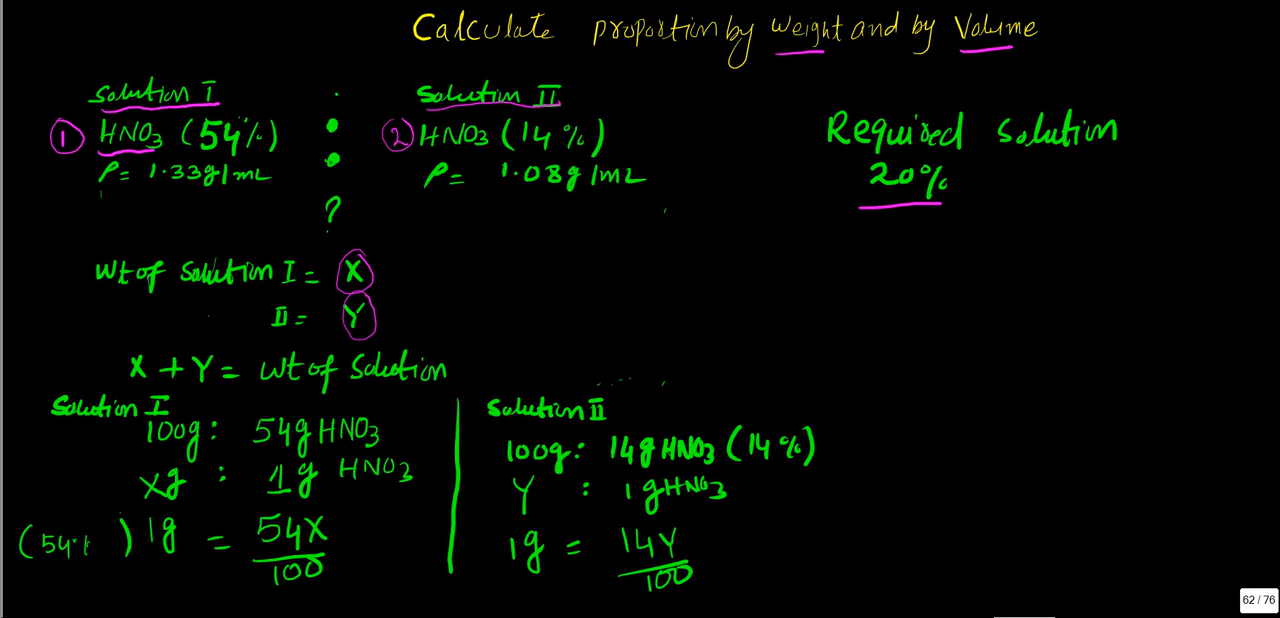 Calculate proportion by Weight and by Volume
Solution I
① HNO3 (54%)
ρ= 1.33g/mL
:
?
Solution II
② HNO3 (14%)
ρ= 1.08g/mL
Required Solution
20%
Wt of Solution I = X
II = Y
X + Y = Wt of Solution
Solution I
100g : 54g HNO3
Xg : 1g HNO3
) 1g = 54X/100
Solution II
100g : 14g HNO3 (14%)
Y : 1g HNO3
1g = 14Y/100
62 / 76